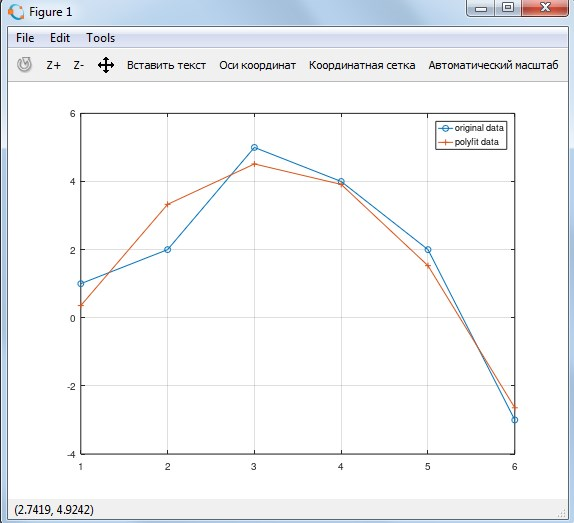 Figure 1
File Edit Tools
Z+ Z- Вставить текст Оси координат Координатная сетка Автоматический масштаб
6
original data
polyfit data
4
2
0
-2
-4
1 2 3 4 5 6
(2.7419, 4.9242)